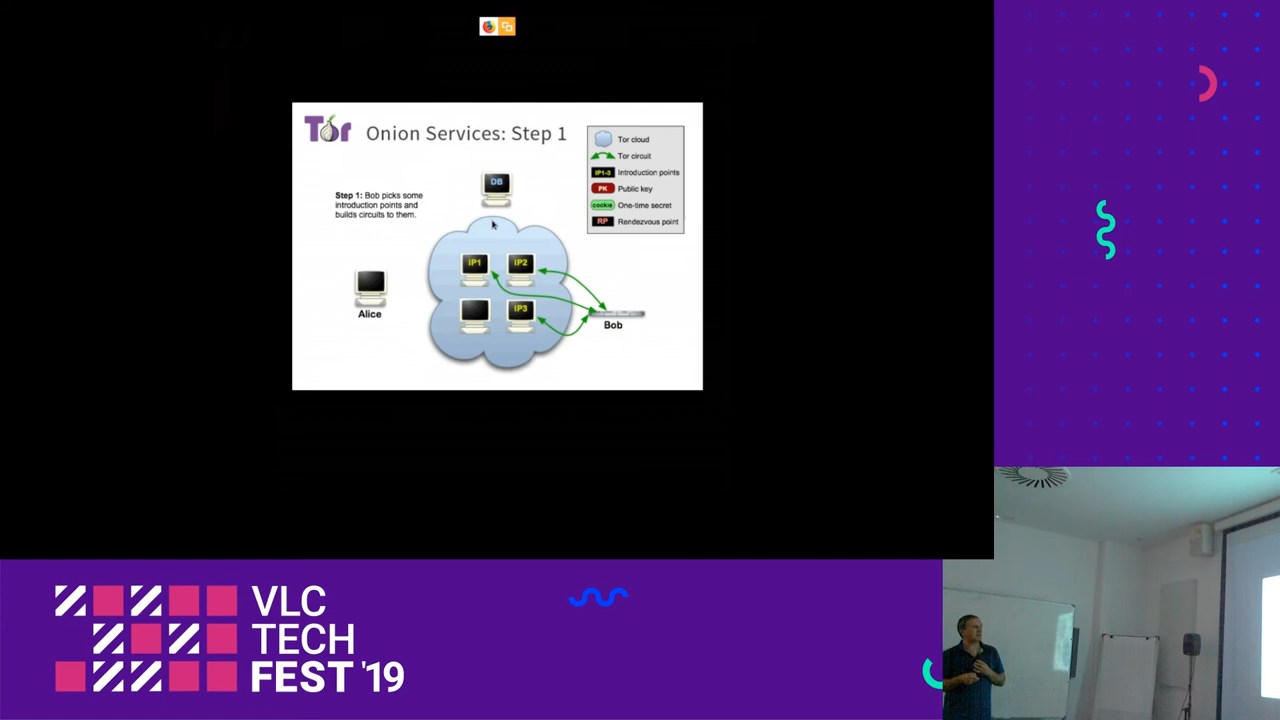 Tor
Onion Services: Step 1
Step 1: Bob picks some
introduction points and
builds circuits to them.
DB
IP1
IP2
IP3
Alice
Bob
Tor cloud
Tor circuit
IP1-3 Introduction points
PK Public key
cookie One-time secret
RP Rendezvous point
VLC
TECH
FEST '19